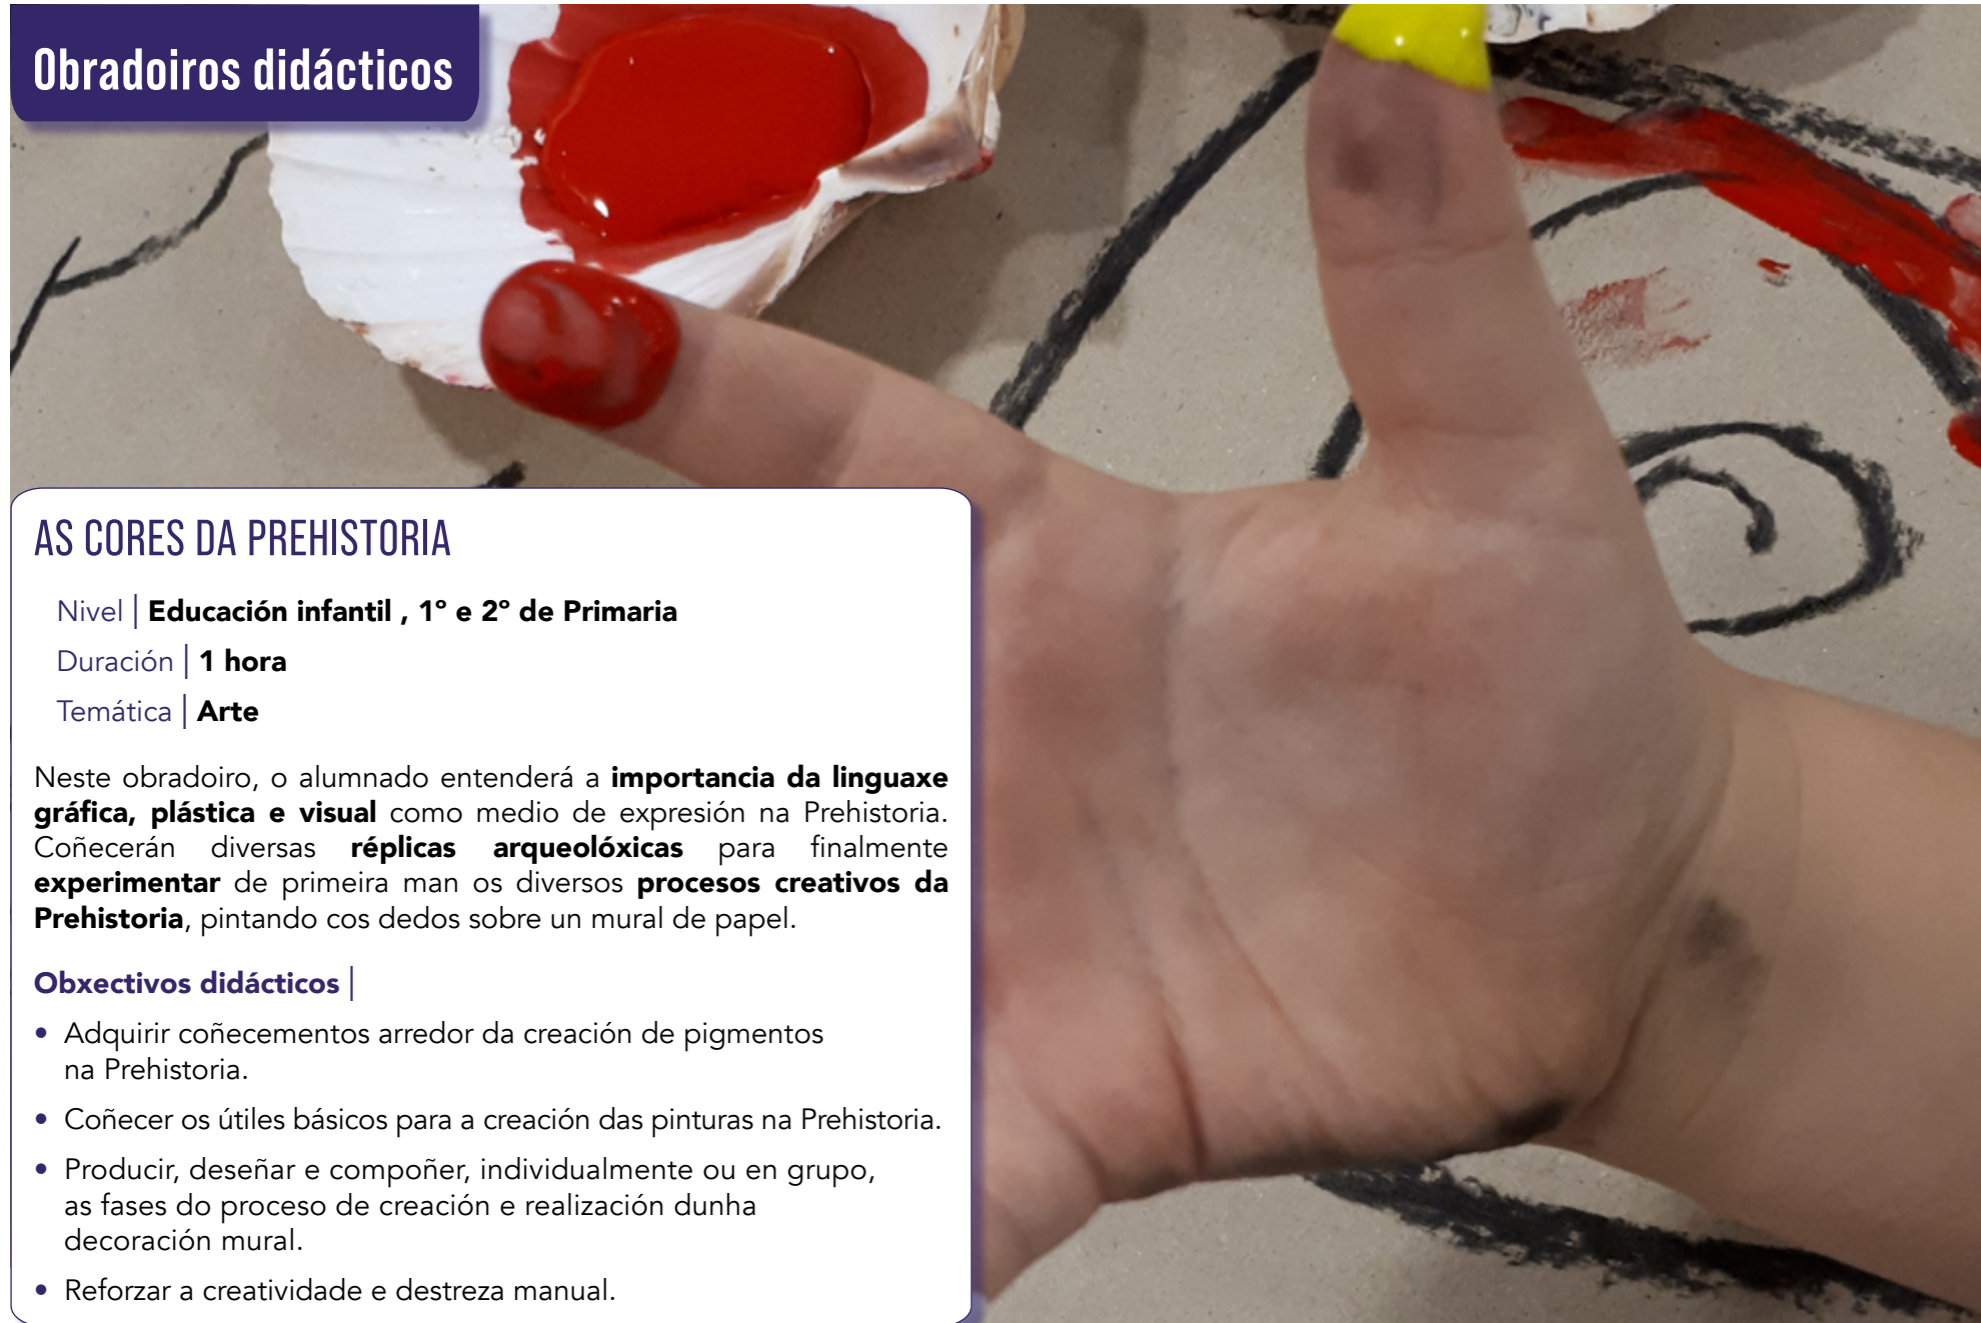 Obradoiros didácticos
AS CORES DA PREHISTORIA
Nivel | Educación infantil , 1º e 2º de Primaria
Duración | 1 hora
Temática | Arte
Neste obradoiro, o alumnado entenderá a importancia da linguaxe
gráfica, plástica e visual como medio de expresión na Prehistoria.
Coñecerán diversas réplicas arqueolóxicas para finalmente
experimentar de primeira man os diversos procesos creativos da
Prehistoria, pintando cos dedos sobre un mural de papel.
Obxectivos didácticos |
• Adquirir coñecementos arredor da creación de pigmentos
na Prehistoria.
• Coñecer os útiles básicos para a creación das pinturas na Prehistoria.
• Producir, deseñar e compoñer, individualmente ou en grupo,
as fases do proceso de creación e realización dunha
decoración mural.
• Reforzar a creatividade e destreza manual.